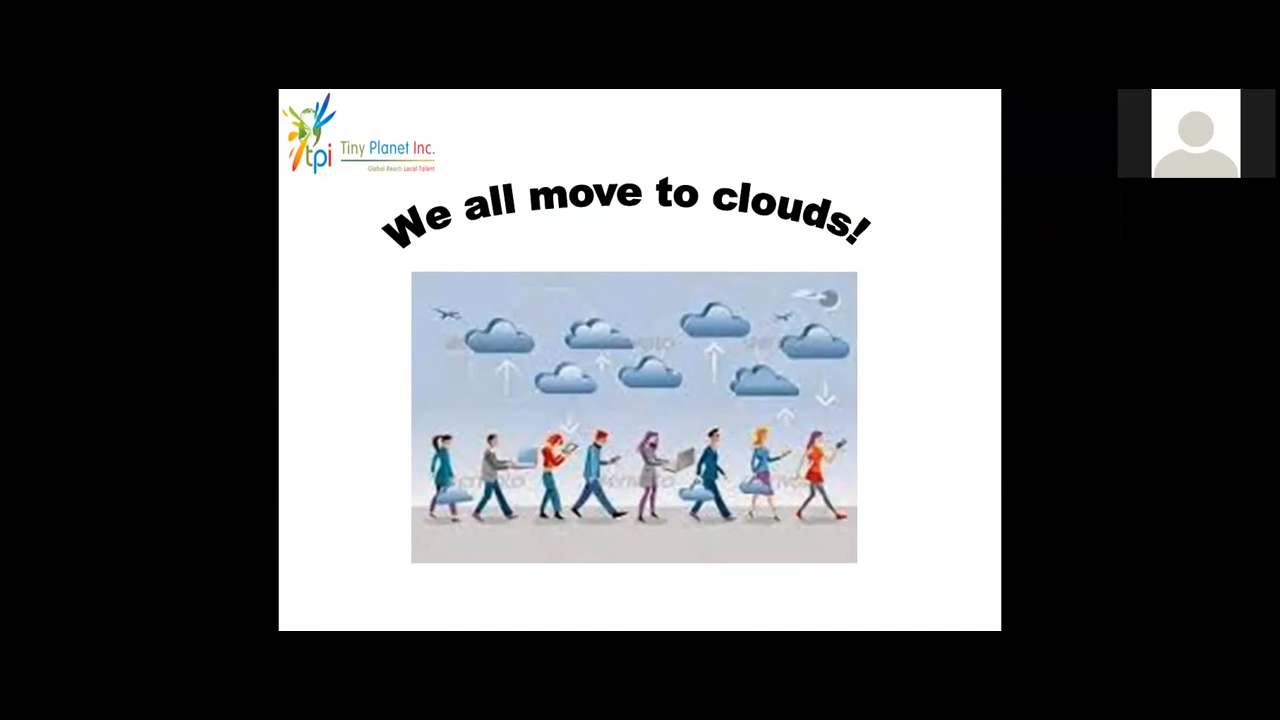 tpi
Tiny Planet Inc.
Global Reach Local Talent
We all move to clouds!